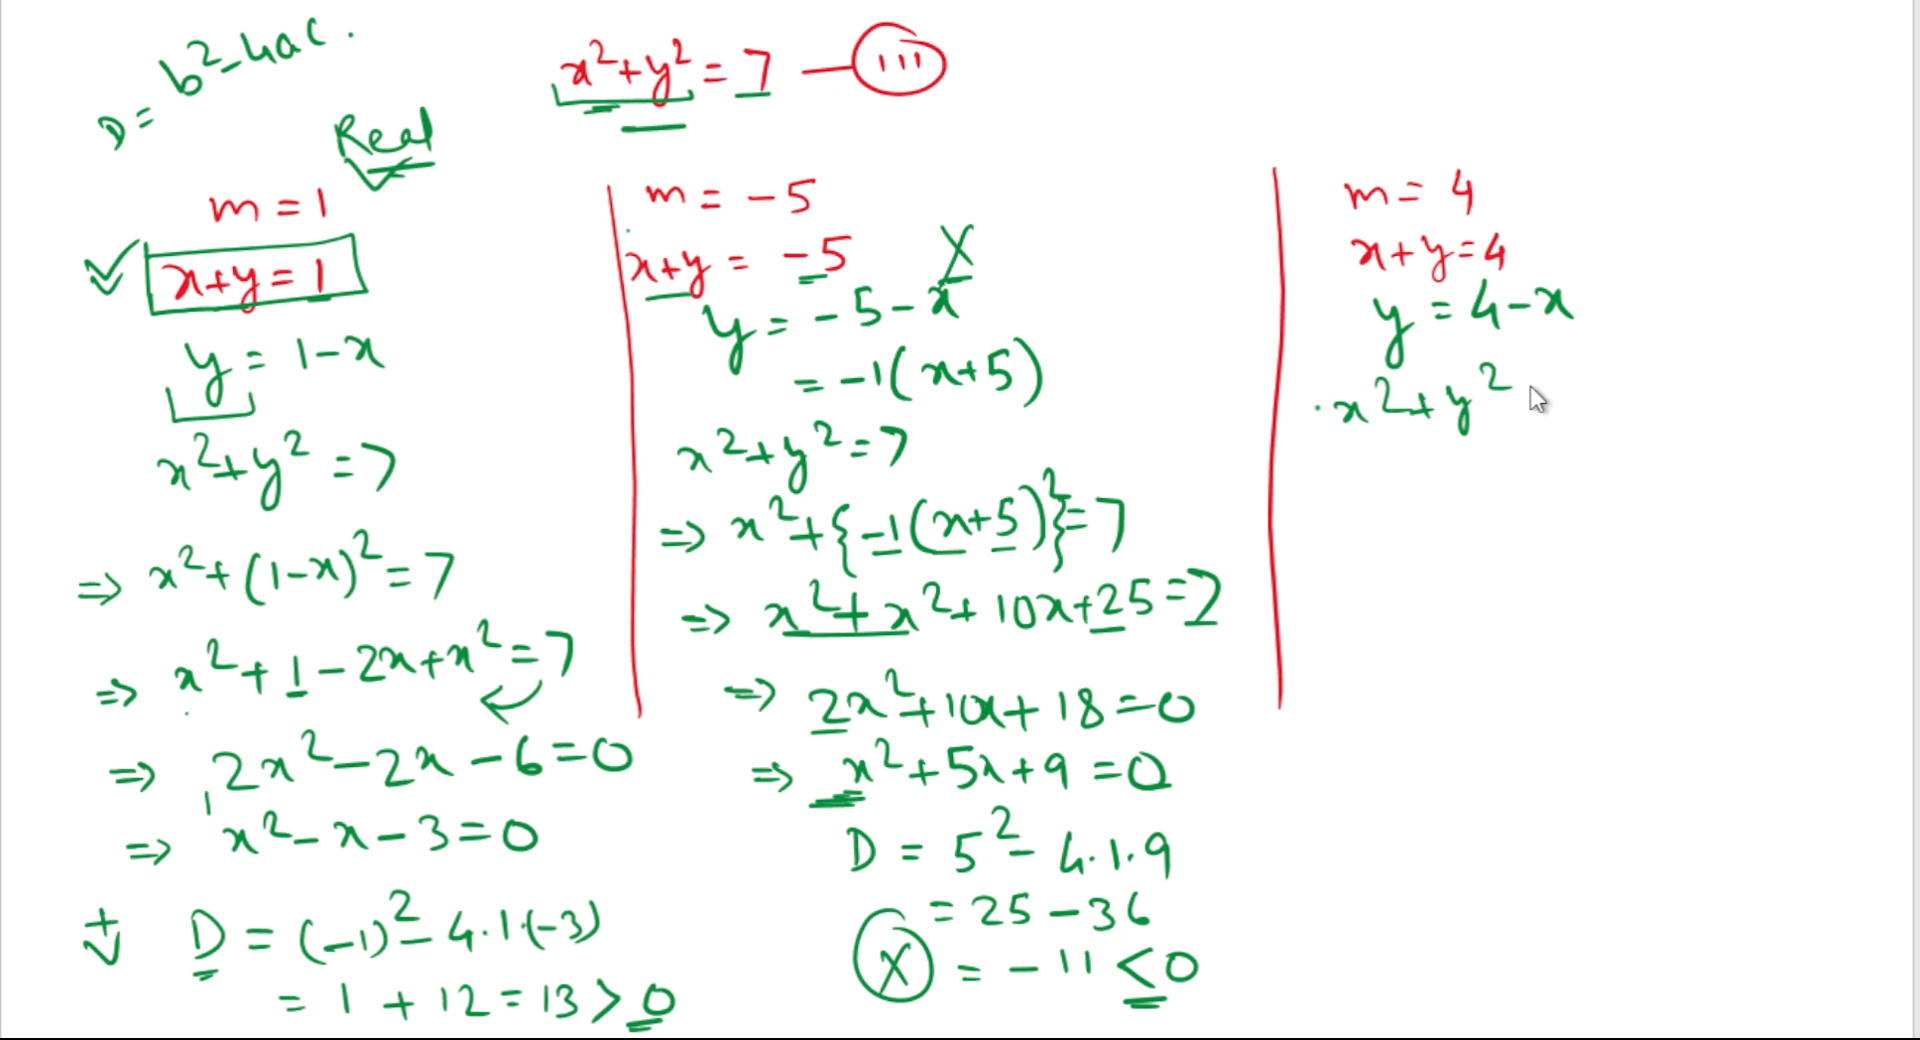 D = b²-4ac.
x²+y² = 7 — (iii)
Real
m = 1
x+y = 1
y = 1-x
x²+y² = 7
⇒ x²+(1-x)² = 7
⇒ x²+1-2x+x² = 7
⇒ 2x²-2x-6=0
⇒ x²-x-3=0
D = (-1)²-4.1.(-3)
= 1 + 12 = 13 > 0
m = -5
x+y = -5 X
y = -5-x
= -1(x+5)
x²+y² = 7
⇒ x²+{-1(x+5)}² = 7
⇒ x²+x²+10x+25 = 7
⇒ 2x²+10x+18=0
⇒ x²+5x+9=0
D = 5²-4.1.9
= 25-36
X = -11 < 0
m = 4
x+y=4
y = 4-x
x²+y²